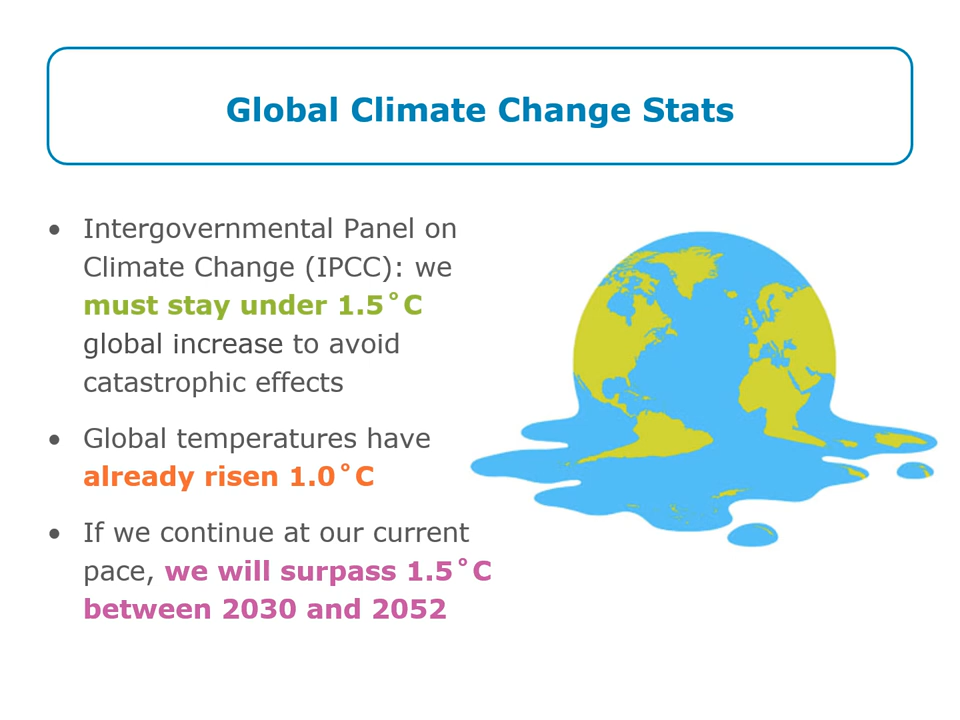 Global Climate Change Stats
• Intergovernmental Panel on
Climate Change (IPCC): we
must stay under 1.5˚C
global increase to avoid
catastrophic effects
• Global temperatures have
already risen 1.0˚C
• If we continue at our current
pace, we will surpass 1.5˚C
between 2030 and 2052